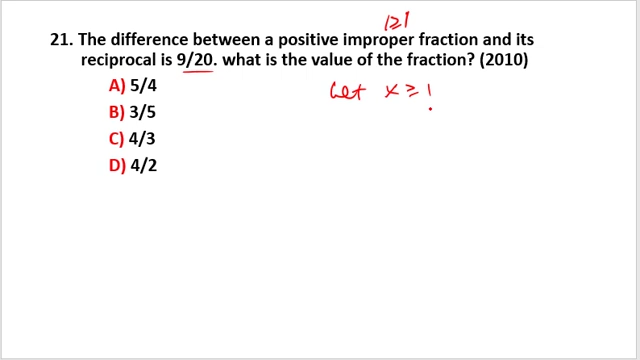 ≥1
21. The difference between a positive improper fraction and its
reciprocal is 9/20. what is the value of the fraction? (2010)
A) 5/4
B) 3/5
C) 4/3
D) 4/2
Let x ≥ 1